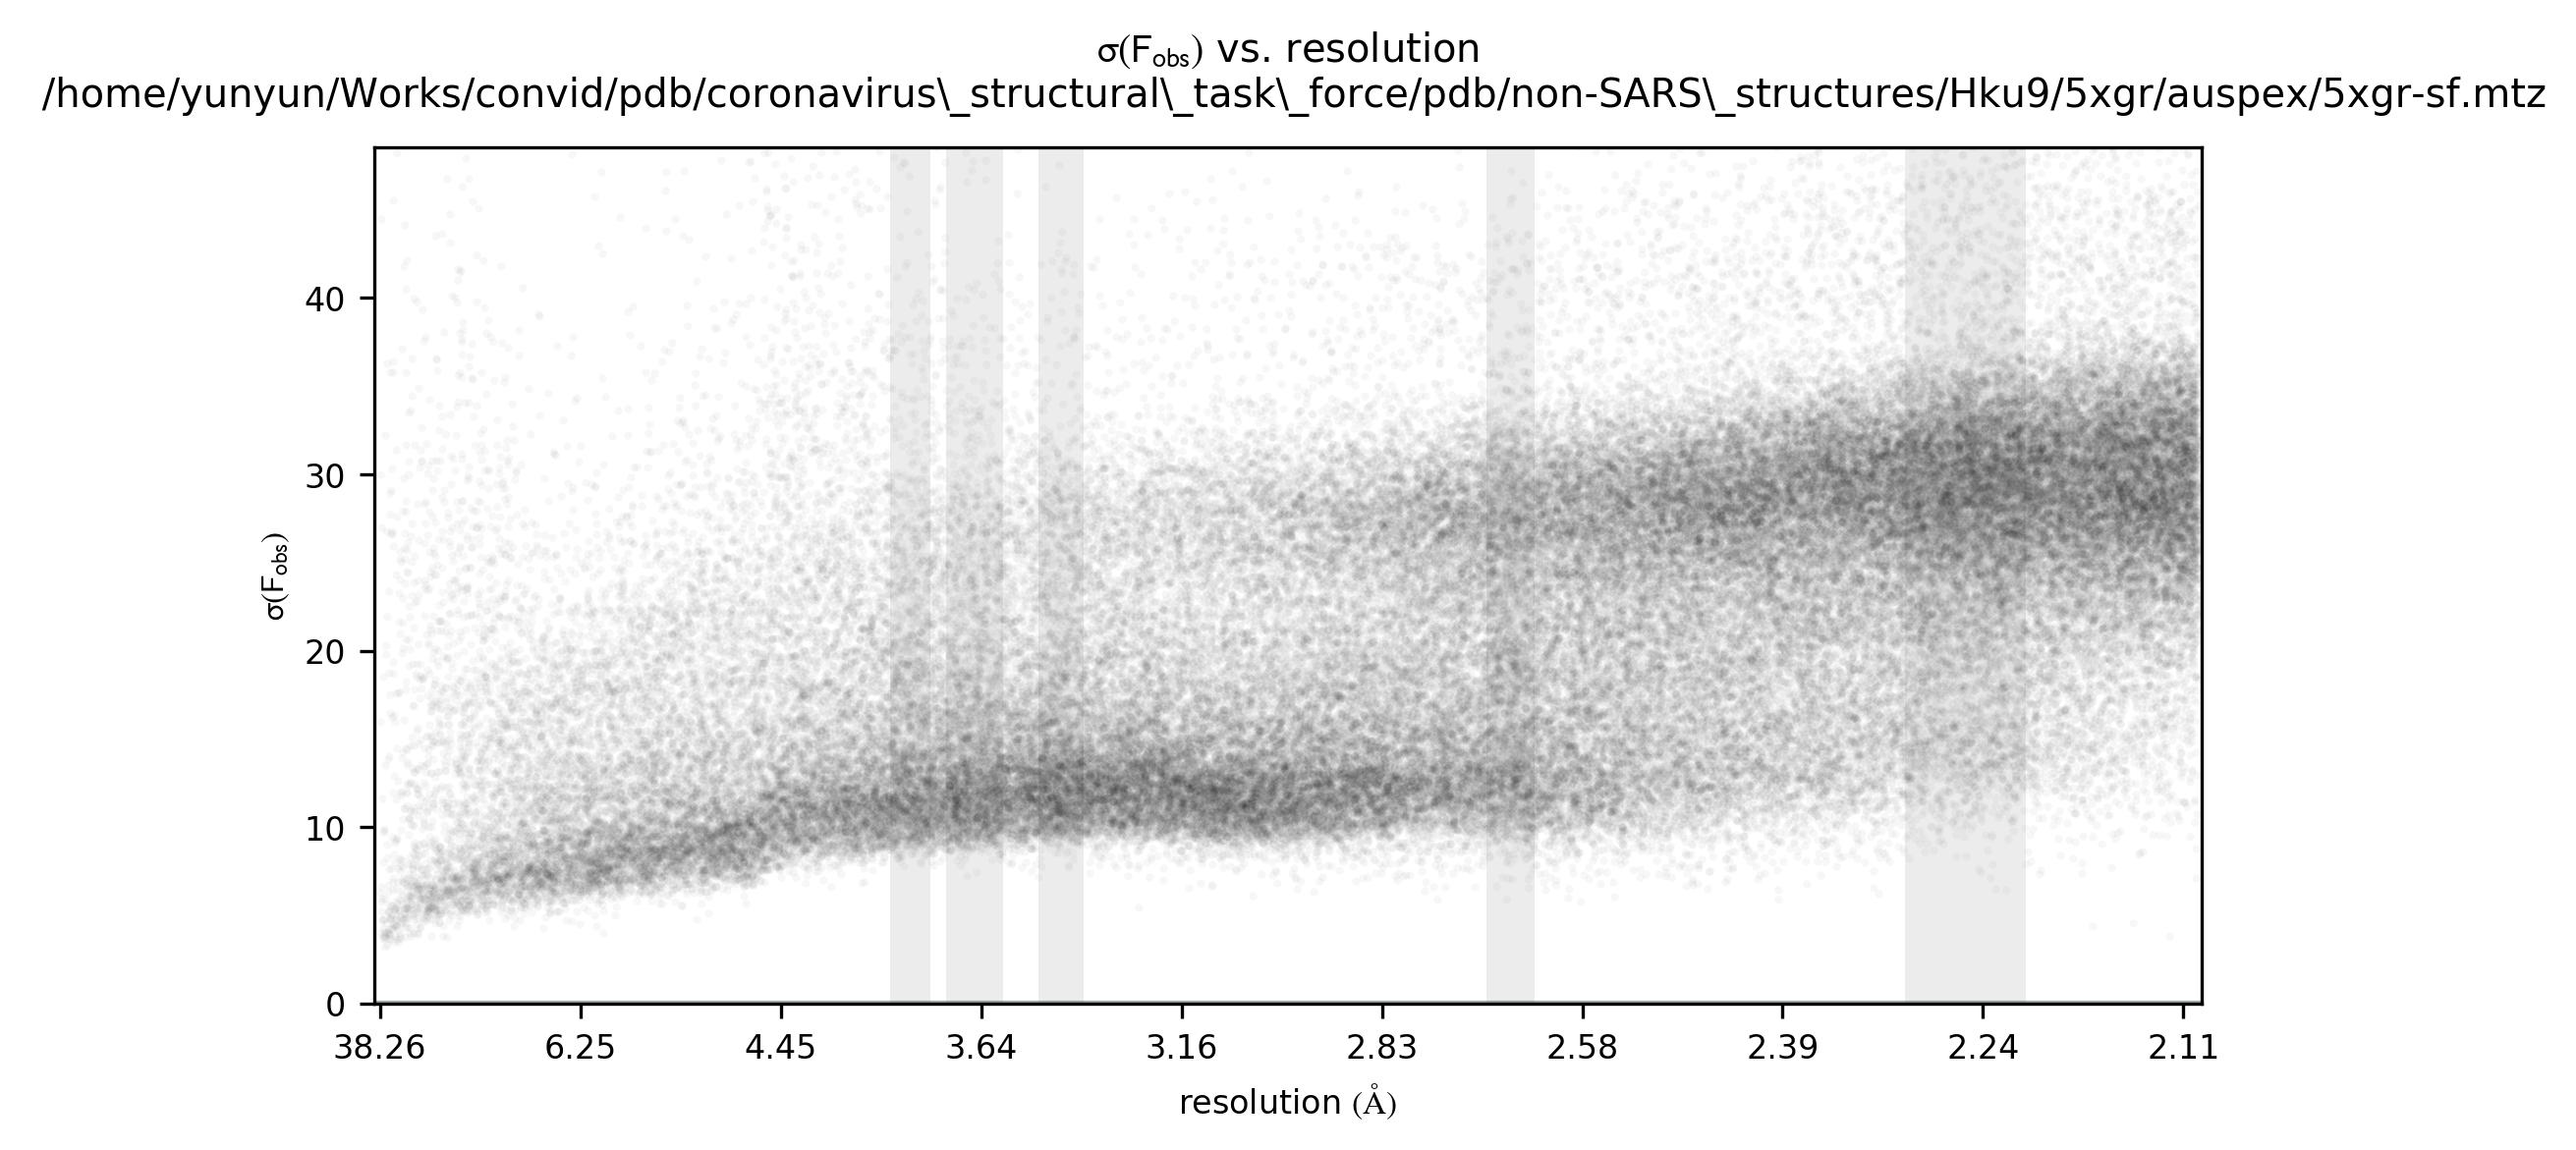 σ(Fobs) vs. resolution
/home/yunyun/Works/convid/pdb/coronavirus\_structural\_task\_force/pdb/non-SARS\_structures/Hku9/5xgr/auspex/5xgr-sf.mtz
40
30
20
10
0
σ(Fobs)
38.26 6.25 4.45 3.64 3.16 2.83 2.58 2.39 2.24 2.11
resolution (Å)